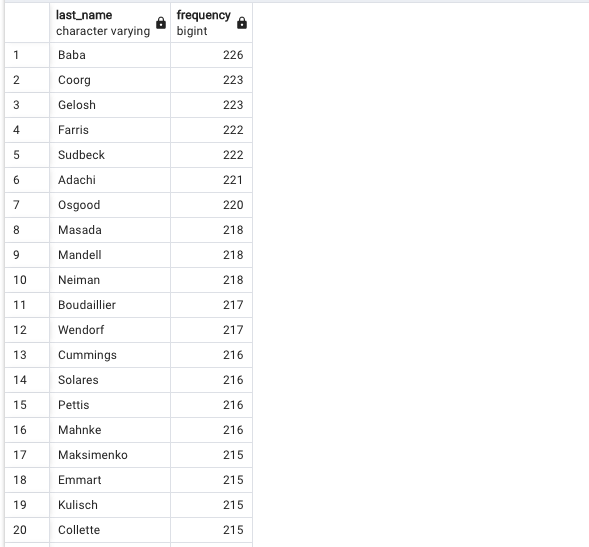 last_name frequency
character varying bigint
1 Baba 226
2 Coorg 223
3 Gelosh 223
4 Farris 222
5 Sudbeck 222
6 Adachi 221
7 Osgood 220
8 Masada 218
9 Mandell 218
10 Neiman 218
11 Boudaillier 217
12 Wendorf 217
13 Cummings 216
14 Solares 216
15 Pettis 216
16 Mahnke 216
17 Maksimenko 215
18 Emmart 215
19 Kulisch 215
20 Collette 215